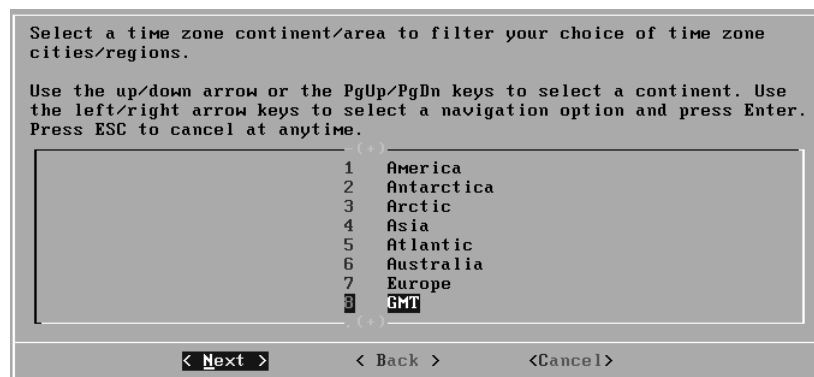 Select a time zone continent/area to filter your choice of time zone
cities/regions.
Use the up/down arrow or the PgUp/PgDn keys to select a continent. Use
the left/right arrow keys to select a navigation option and press Enter.
Press ESC to cancel at anytime.
-(+)
1 America
2 Antarctica
3 Arctic
4 Asia
5 Atlantic
6 Australia
7 Europe
8 GMT
.(+)
< Next > < Back > <Cancel>